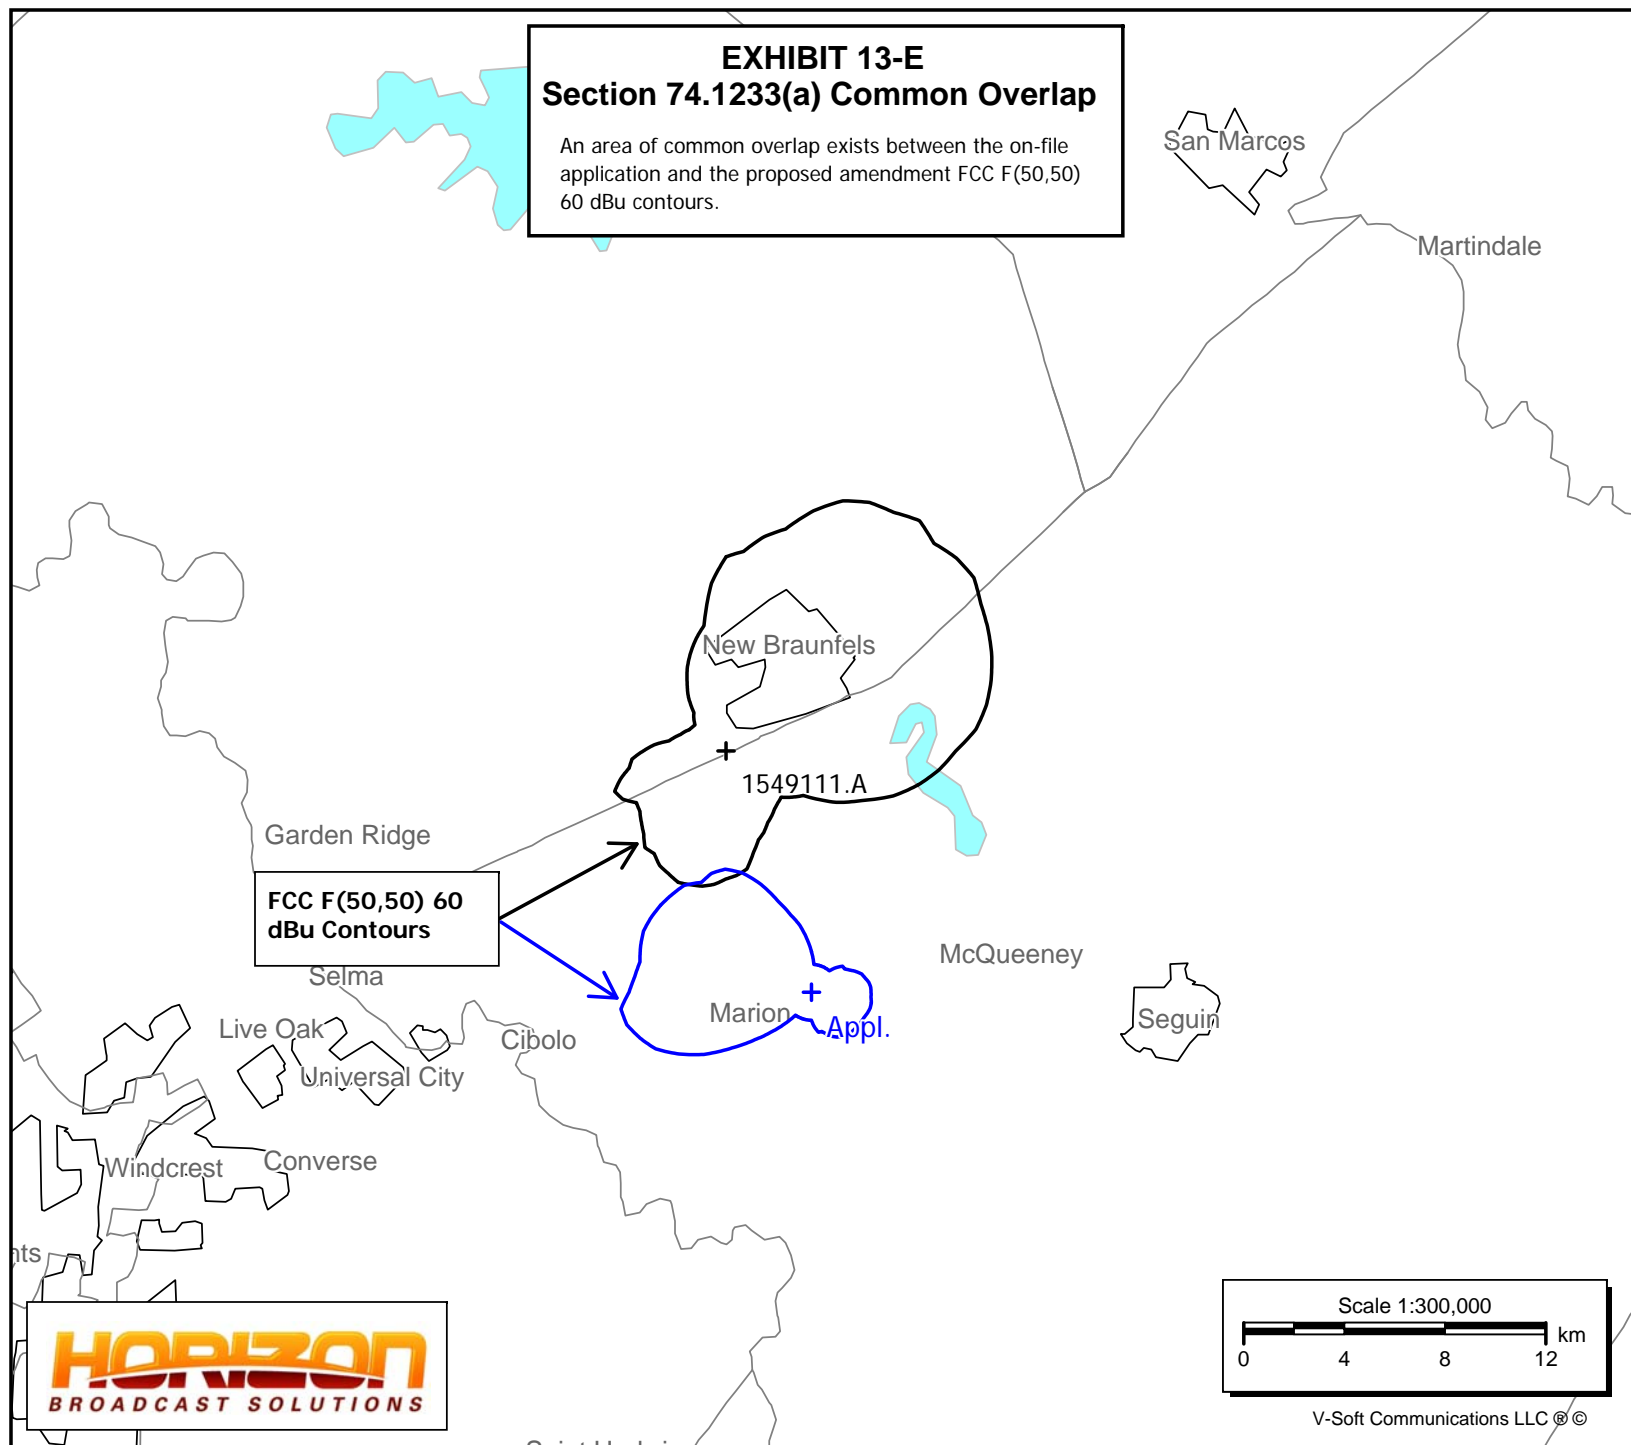 EXHIBIT 13-E
Section 74.1233(a) Common Overlap
An area of common overlap exists between the on-file
application and the proposed amendment FCC F(50,50)
60 dBu contours.
San Marcos
Martindale
New Braunfels
1549111.A
Garden Ridge
FCC F(50,50) 60
dBu Contours
McQueeney
Selma
Marion
Appl.
Seguin
Live Oak
Cibolo
Universal City
Windcrest
Converse
nts
HORIZON
BROADCAST SOLUTIONS
Scale 1:300,000
km
0 4 8 12
V-Soft Communications LLC ® ©